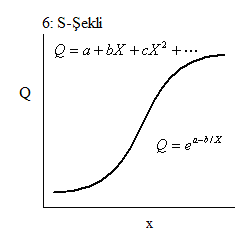 6: S-Şekli
Q = a + bX + cX² + ⋯
Q
Q = e^{a−b/X}
x